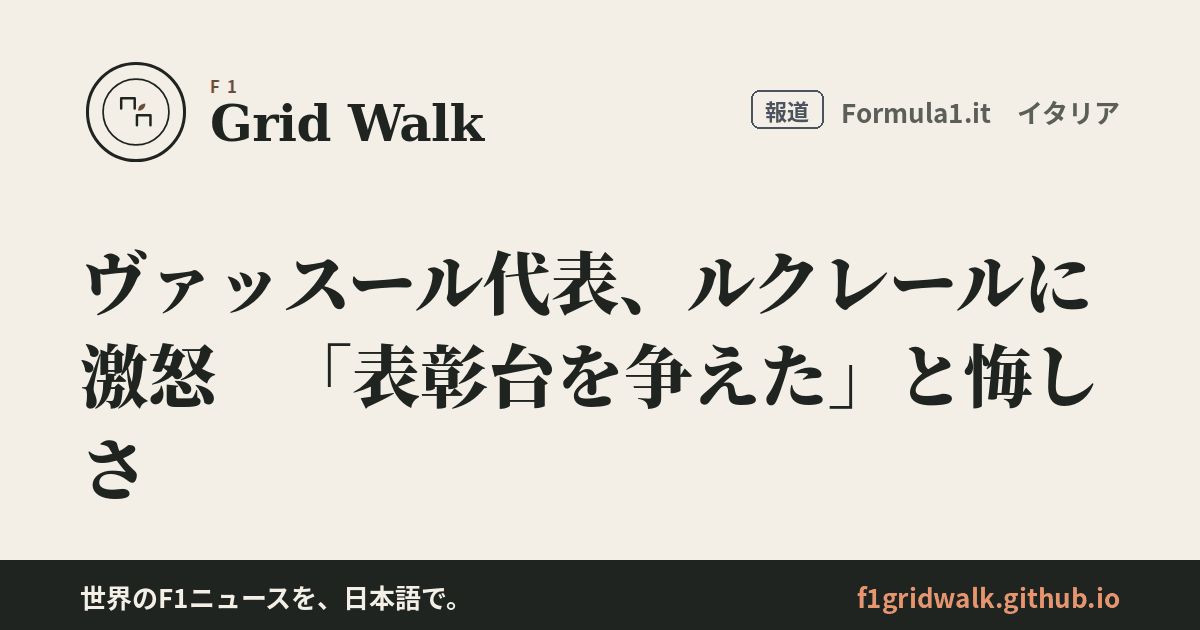 F1
Grid Walk
報道 Formula1.it イタリア
ヴァッスール代表、ルクレールに
激怒 「表彰台を争えた」と悔し
さ
世界のF1ニュースを、日本語で。
f1gridwalk.github.io